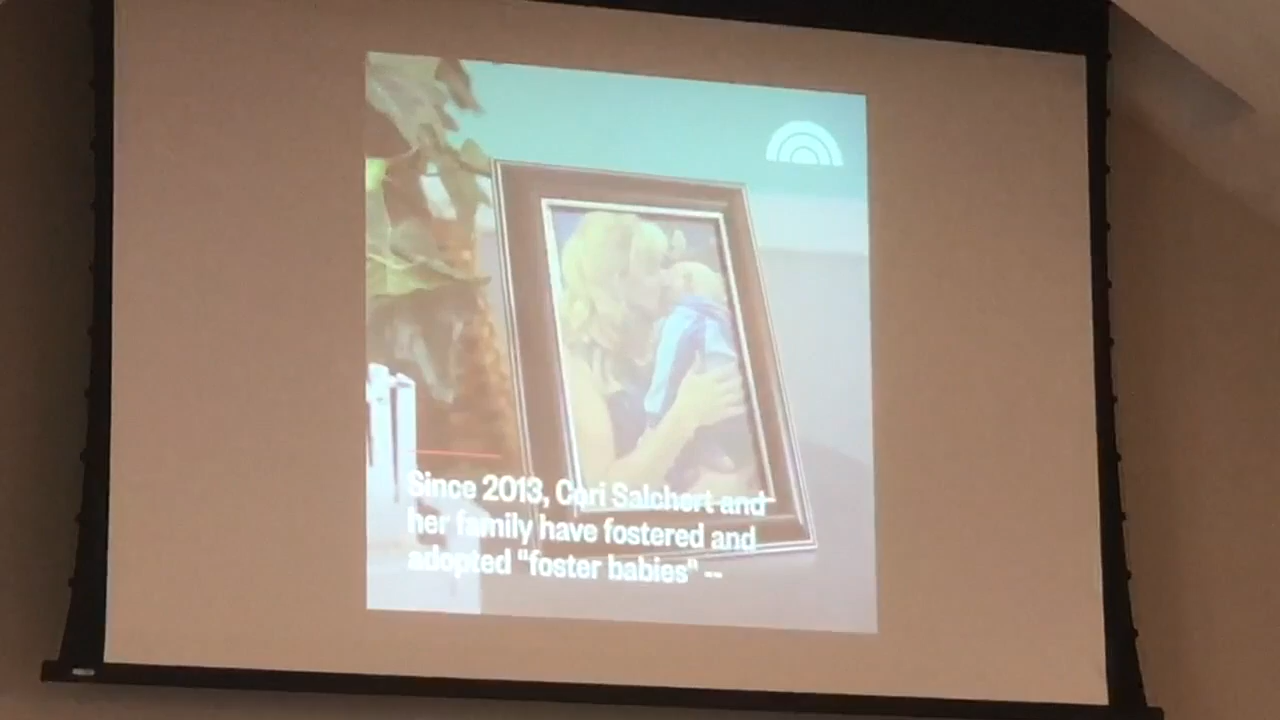 Since 2013, Cori Salchert and
her family have fostered and
adopted "foster babies" --